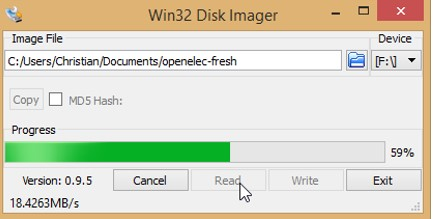 Win32 Disk Imager
Image File
Device
C:/Users/Christian/Documents/openelec-fresh
[F:\]
Copy
MD5 Hash:
Progress
59%
Version: 0.9.5
Cancel
Read
Write
Exit
18.4263MB/s